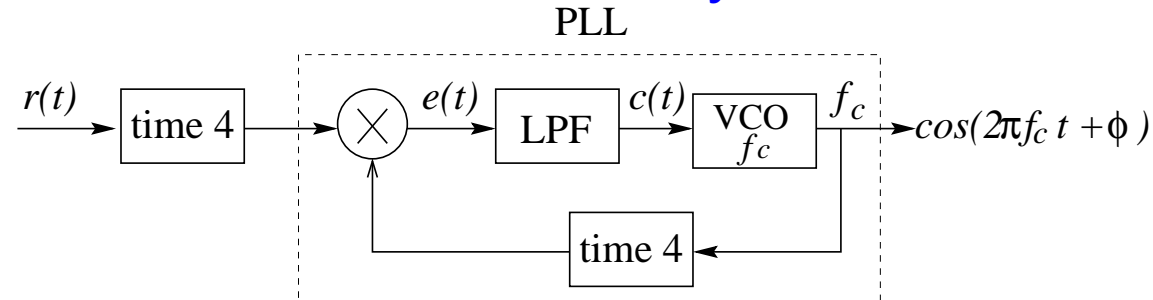 PLL
r(t)
time 4
e(t)
LPF
c(t)
VCO
fc
fc
cos(2πfc t + ϕ )
time 4